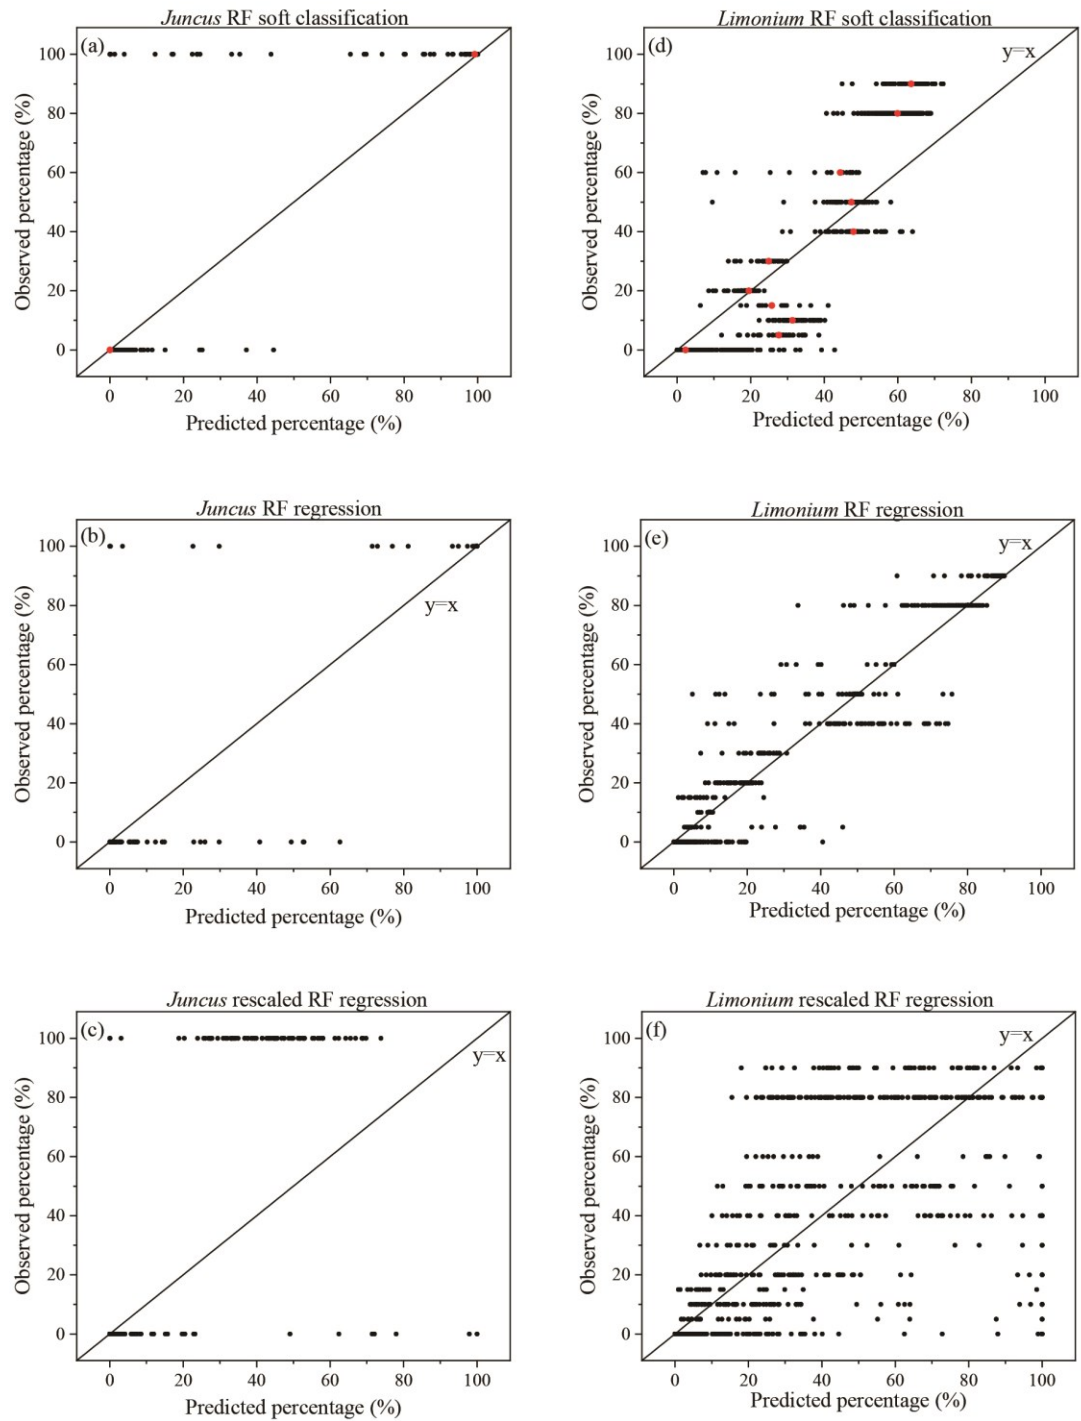 Juncus RF soft classification
(a)
100
80
60
40
20
0
Observed percentage (%)
0 20 40 60 80 100
Predicted percentage (%)
Limonium RF soft classification
(d)
y=x
100
80
60
40
20
0
Observed percentage (%)
0 20 40 60 80 100
Predicted percentage (%)
Juncus RF regression
(b)
y=x
100
80
60
40
20
0
Observed percentage (%)
0 20 40 60 80 100
Predicted percentage (%)
Limonium RF regression
(e)
y=x
100
80
60
40
20
0
Observed percentage (%)
0 20 40 60 80 100
Predicted percentage (%)
Juncus rescaled RF regression
(c)
y=x
100
80
60
40
20
0
Observed percentage (%)
0 20 40 60 80 100
Predicted percentage (%)
Limonium rescaled RF regression
(f)
y=x
100
80
60
40
20
0
Observed percentage (%)
0 20 40 60 80 100
Predicted percentage (%)